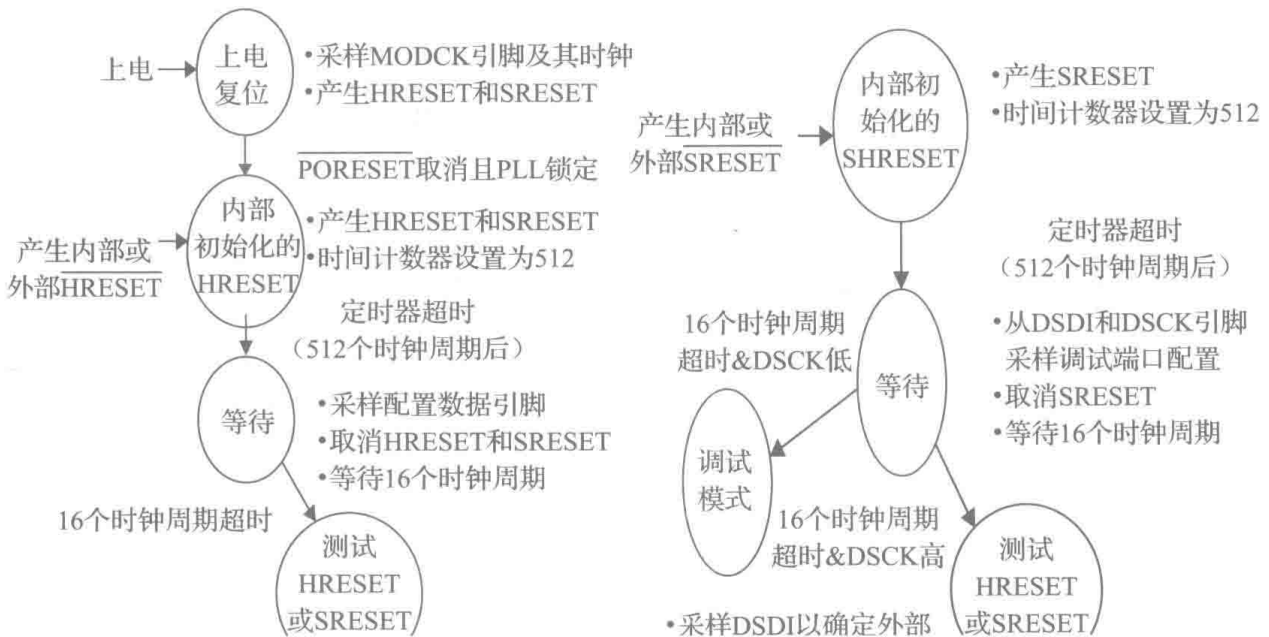 上电
上电
复位
•采样MODCK引脚及其时钟
•产生HRESET和SRESET
PORESET取消且PLL锁定
产生内部或
外部HRESET
内部
初始化的
HRESET
•产生HRESET和SRESET
•时间计数器设置为512
定时器超时
（512个时钟周期后）
等待
•采样配置数据引脚
•取消HRESET和SRESET
•等待16个时钟周期
16个时钟周期超时
测试
HRESET
或SRESET
产生内部或
外部SRESET
内部初
始化的
SHRESET
•产生SRESET
•时间计数器设置为512
定时器超时
（512个时钟周期后）
16个时钟周期
超时&DSCK低
等待
•从DSDI和DSCK引脚
采样调试端口配置
•取消SRESET
•等待16个时钟周期
调试
模式
16个时钟周期
超时&DSCK高
测试
HRESET
或SRESET
•采样DSDI以确定外部